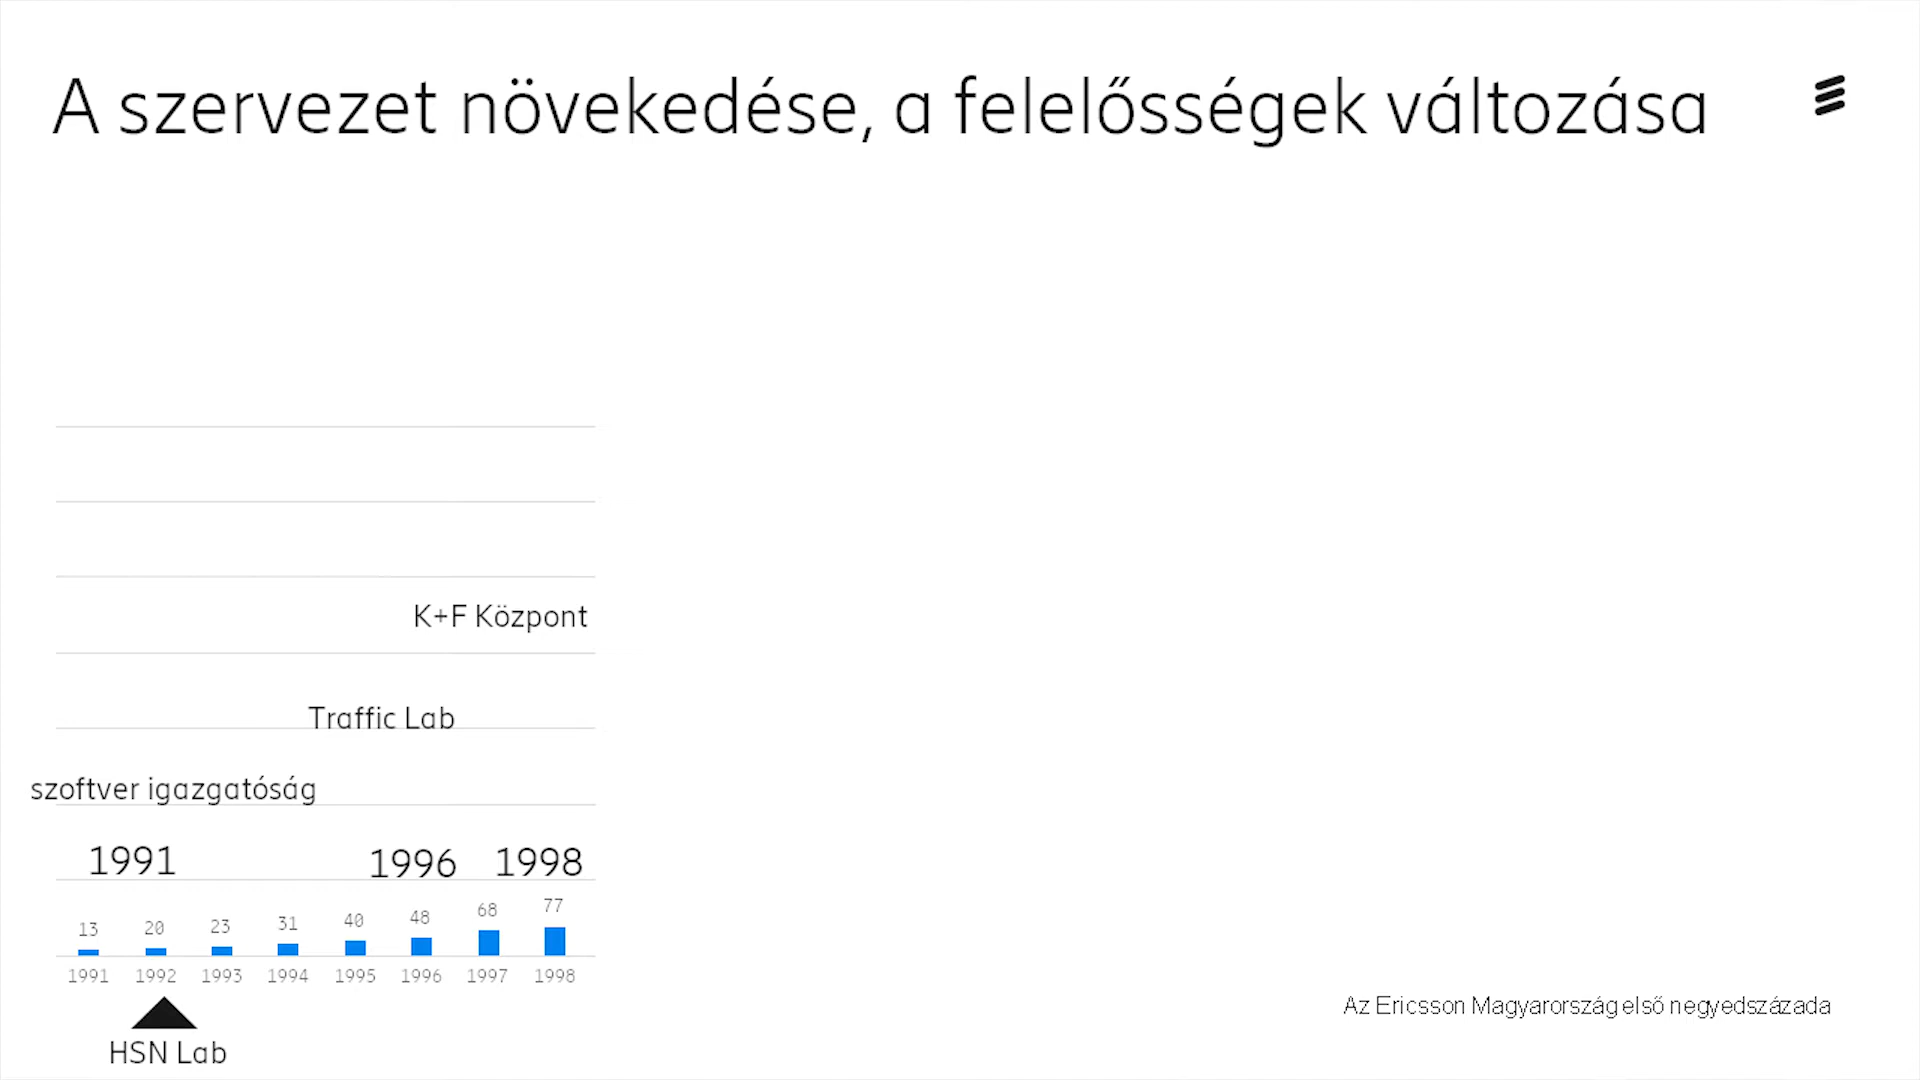 A szervezet növekedése, a felelősségek változása
K+F Központ
Traffic Lab
szoftver igazgatóság
1991 1996 1998
13 20 23 31 40 48 68 77
1991 1992 1993 1994 1995 1996 1997 1998
HSN Lab
Az Ericsson Magyarország első negyedszázada